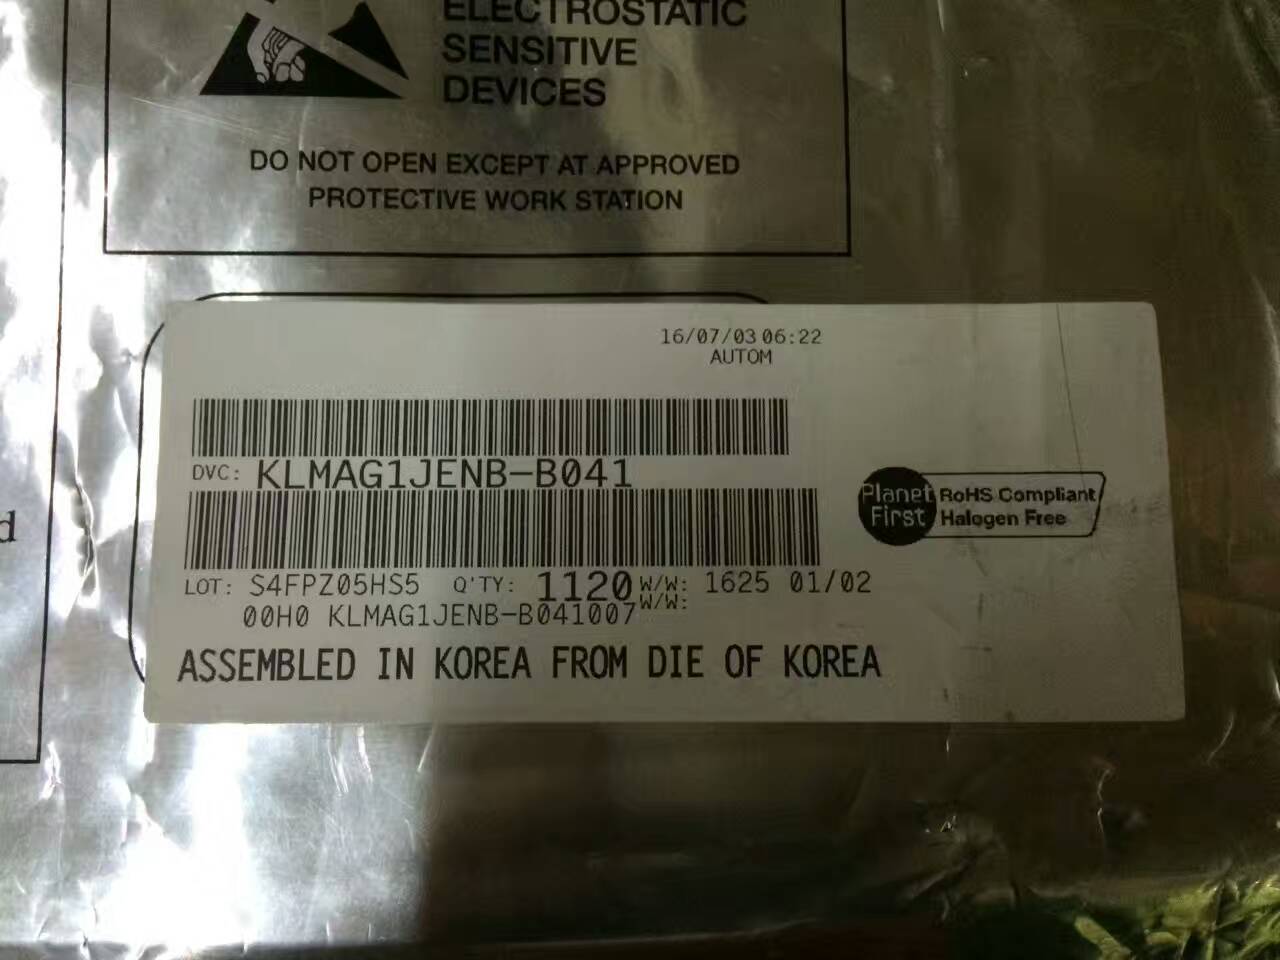 ELECTROSTATIC
SENSITIVE
DEVICES
DO NOT OPEN EXCEPT AT APPROVED
PROTECTIVE WORK STATION
16/07/03 06:22
AUTOM
DVC: KLMAG1JENB-B041
Planet
First
RoHS Compliant
Halogen Free
LOT: S4FPZ05HS5 Q'TY: 1120 W/W: 1625 01/02
00H0 KLMAG1JENB-B041007 W/W:
ASSEMBLED IN KOREA FROM DIE OF KOREA
d